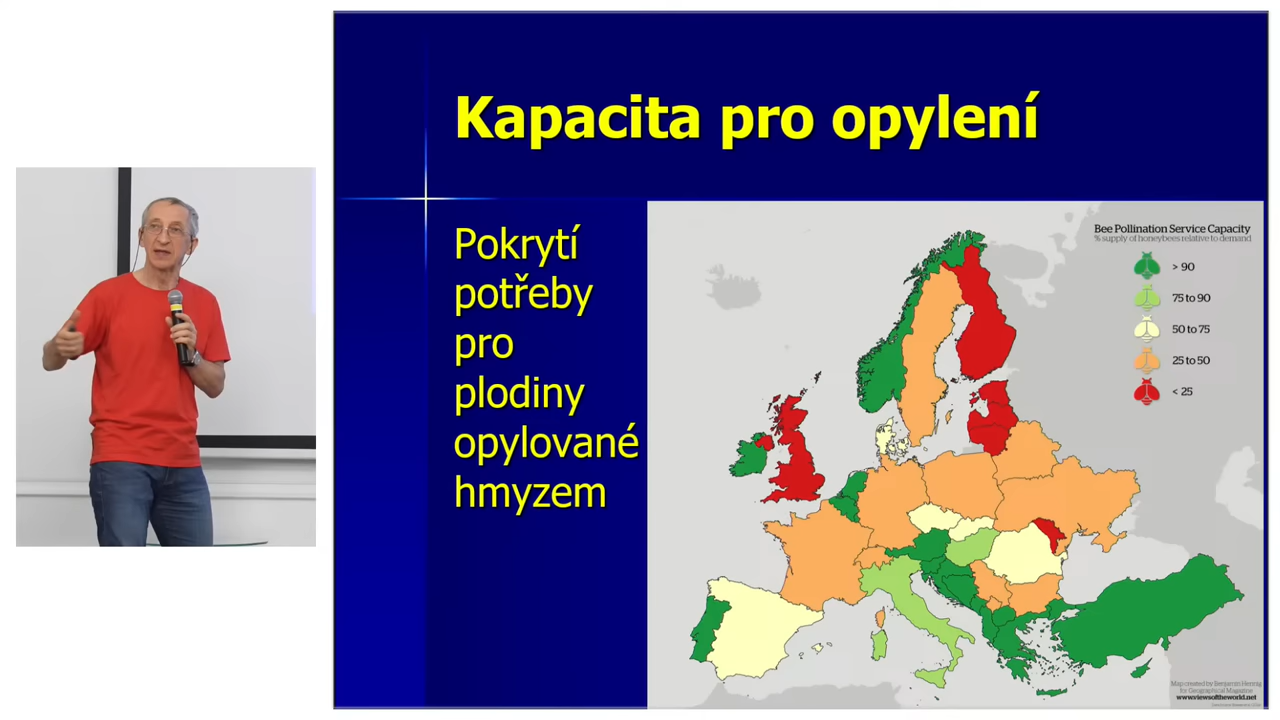 Kapacita pro opylení
Pokrytí
potřeby
pro
plodiny
opylované
hmyzem
Bee Pollination Service Capacity
% supply of honeybees relative to demand
> 90
75 to 90
50 to 75
25 to 50
< 25
Map created by Benjamin Hennig
for Geographical Magazine
www.viewsoftheworld.net